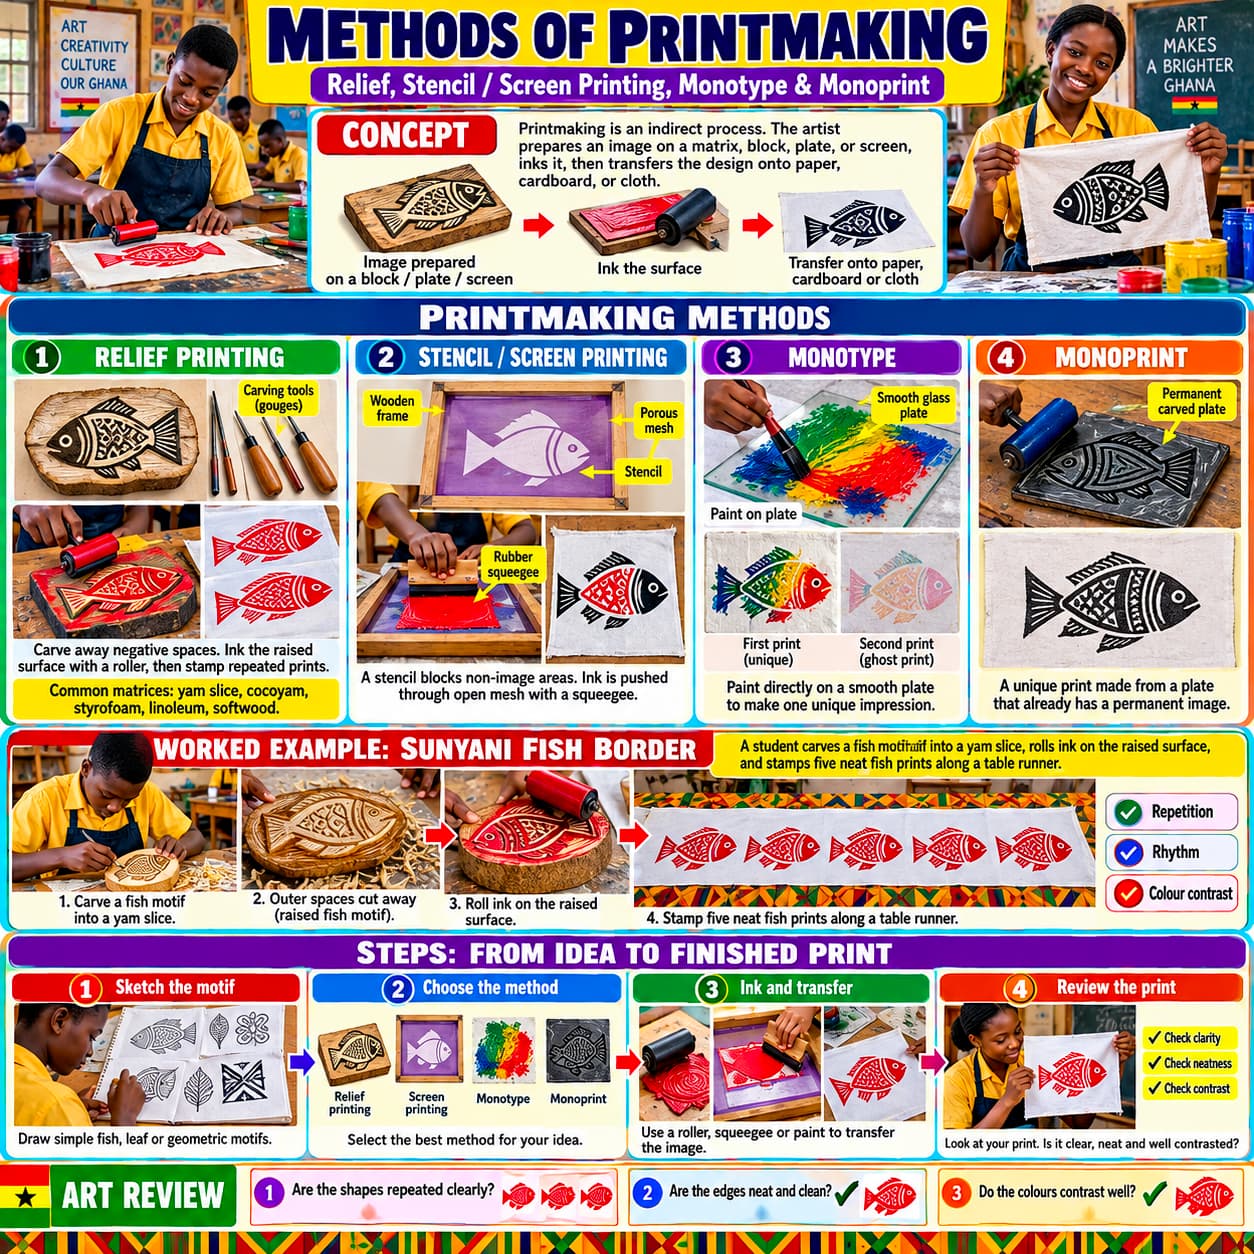 ART
CREATIVITY
CULTURE
OUR GHANA
METHODS OF PRINTMAKING
Relief, Stencil / Screen Printing, Monotype & Monoprint
ART
MAKES
A BRIGHTER
GHANA
CONCEPT
Printmaking is an indirect process. The artist
prepares an image on a matrix, block, plate, or screen,
inks it, then transfers the design onto paper,
cardboard, or cloth.
Image prepared
on a block / plate / screen
Ink the surface
Transfer onto paper,
cardboard or cloth
PRINTMAKING METHODS
1 RELIEF PRINTING
Carving tools
(gouges)
Carve away negative spaces. Ink the raised
surface with a roller, then stamp repeated prints.
Common matrices: yam slice, cocoyam,
styrofoam, linoleum, softwood.
2 STENCIL / SCREEN PRINTING
Wooden
frame
Porous
mesh
Stencil
Rubber
squeegee
A stencil blocks non-image areas. Ink is pushed
through open mesh with a squeegee.
3 MONOTYPE
Smooth glass
plate
Paint on plate
First print
(unique)
Second print
(ghost print)
Paint directly on a smooth plate
to make one unique impression.
4 MONOPRINT
Permanent
carved plate
A unique print made from a plate
that already has a permanent image.
WORKED EXAMPLE: SUNYANI FISH BORDER
A student carves a fish into a yam slice, rolls ink on the raised surface,
and stamps five neat fish prints along a table runner.
1. Carve a fish motif
into a yam slice.
2. Outer spaces cut away
(raised fish motif).
3. Roll ink on the raised
surface.
4. Stamp five neat fish prints along a table runner.
Repetition
Rhythm
Colour contrast
STEPS: FROM IDEA TO FINISHED PRINT
1 Sketch the motif
Draw simple fish, leaf or geometric motifs.
2 Choose the method
Relief
printing
Screen
printing
Monotype
Monoprint
Select the best method for your idea.
3 Ink and transfer
Use a roller, squeegee or paint to transfer
the image.
4 Review the print
✓ Check clarity
✓ Check neatness
✓ Check contrast
Look at your print. Is it clear, neat and well contrasted?
ART REVIEW
1 Are the shapes repeated clearly?
2 Are the edges neat and clean?
3 Do the colours contrast well?